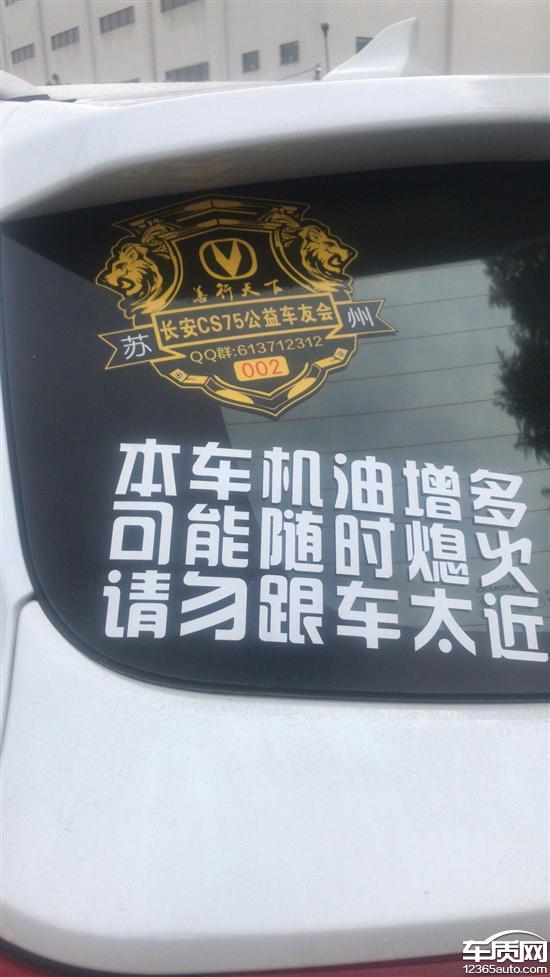 善行天下
长安CS75公益车友会
苏 州
QQ群:613712312
002
本车机油增多
可能随时熄火
请勿跟车太近
CHANGAN
车质网
12365auto.com